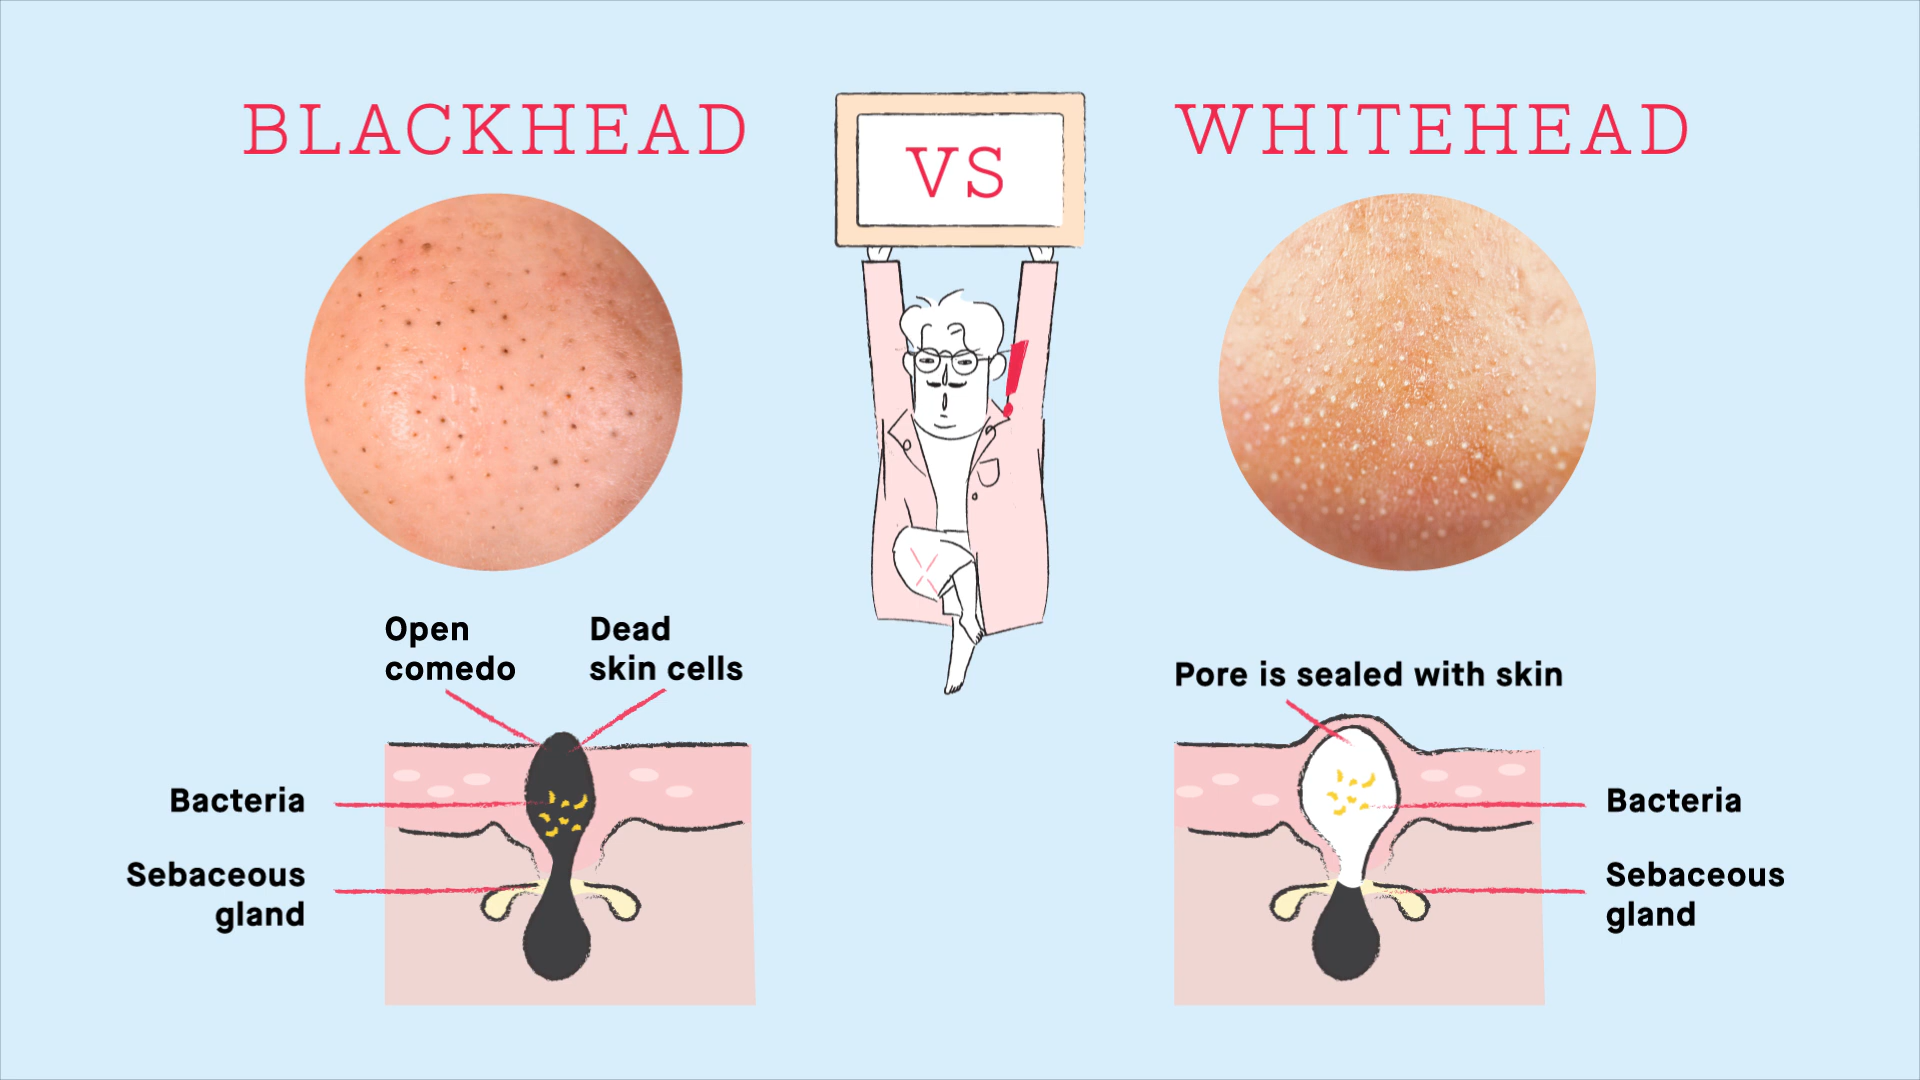 BLACKHEAD
VS
WHITEHEAD
Open
comedo
Dead
skin cells
Bacteria
Sebaceous
gland
Pore is sealed with skin
Bacteria
Sebaceous
gland